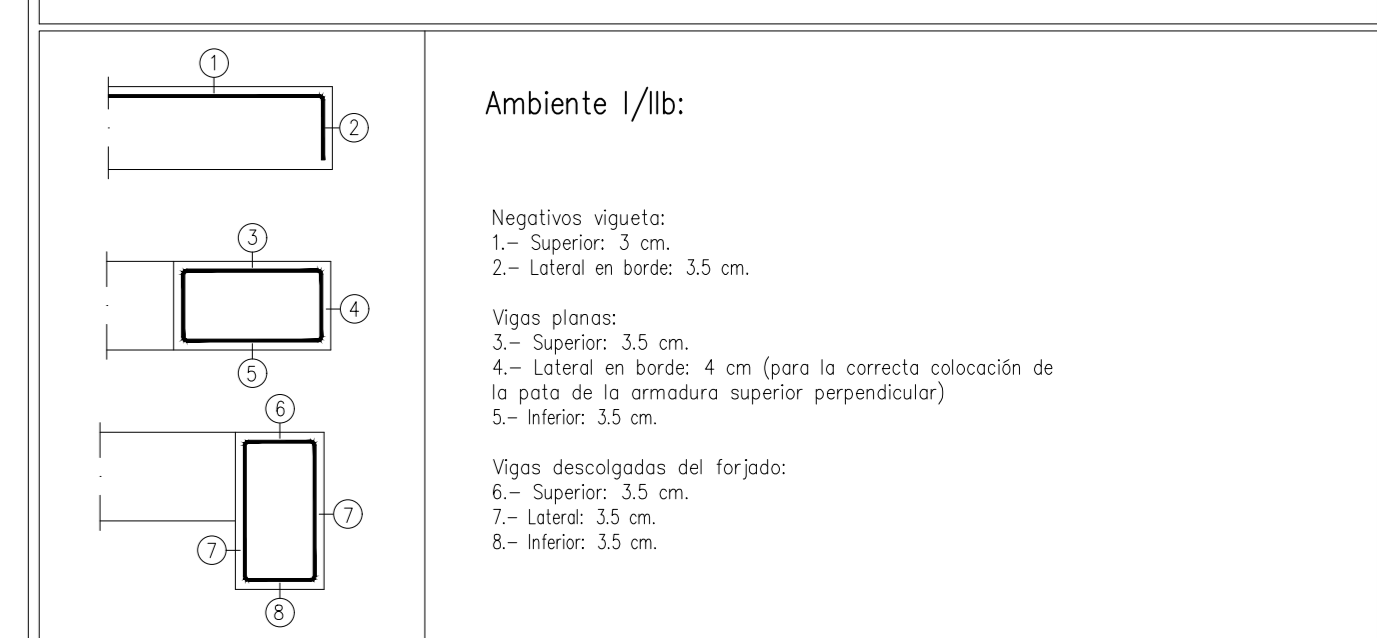 1
2
3
4
5
6
7
7
8
Ambiente I/IIb:
Negativos vigueta:
1.- Superior: 3 cm.
2.- Lateral en borde: 3.5 cm.
Vigas planas:
3.- Superior: 3.5 cm.
4.- Lateral en borde: 4 cm (para la correcta colocación de
la pata de la armadura superior perpendicular)
5.- Inferior: 3.5 cm.
Vigas descolgadas del forjado:
6.- Superior: 3.5 cm.
7.- Lateral: 3.5 cm.
8.- Inferior: 3.5 cm.